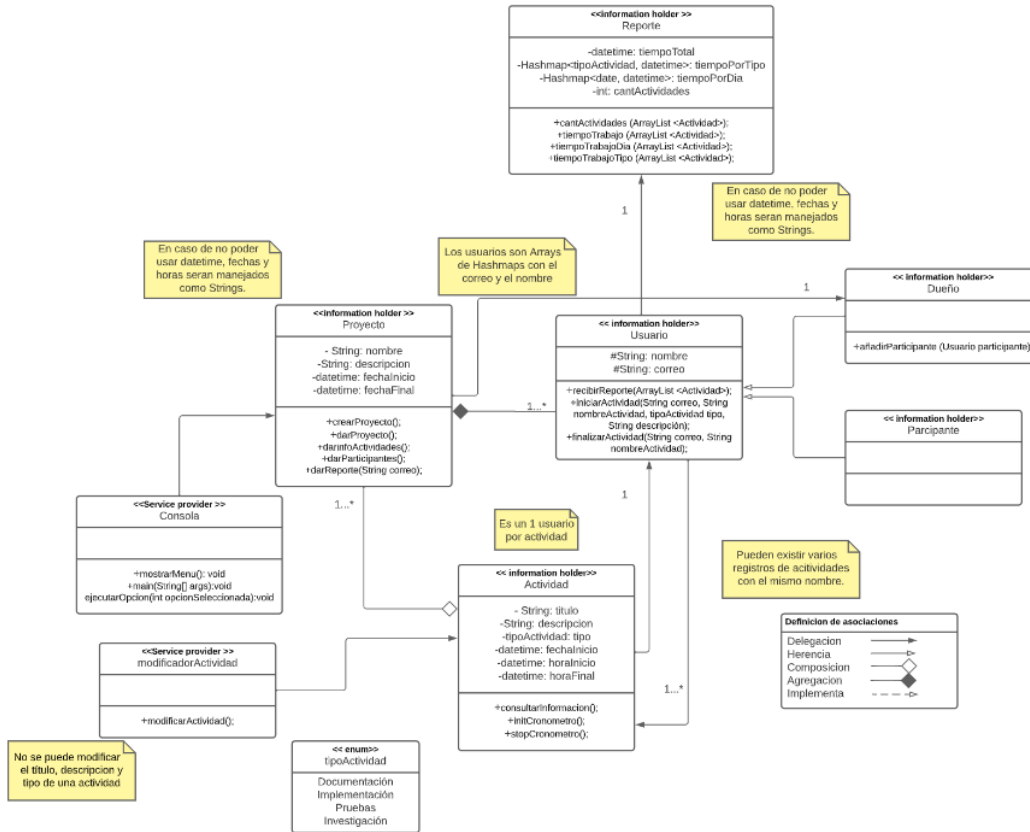 <<information holder >>
Reporte
-datetime: tiempoTotal
-Hashmap<tipoActividad, datetime>: tiempoPorTipo
-Hashmap<date, datetime>: tiempoPorDia
-int: cantActividades
+cantActividades (ArrayList <Actividad>);
+tiempoTrabajo (ArrayList <Actividad>);
+tiempoTrabajoDia (ArrayList <Actividad>);
+tiempoTrabajoTipo (ArrayList <Actividad>);
1
En caso de no poder
usar datetime, fechas y
horas seran manejados
como Strings.
En caso de no poder
usar datetime, fechas y
horas seran manejados
como Strings.
Los usuarios son Arrays
de Hashmaps con el
correo y el nombre
1
<< information holder>>
Dueño
+añadirParticipante (Usuario participante)
<<information holder >>
Proyecto
- String: nombre
-String: descripcion
-datetime: fechaInicio
-datetime: fechaFinal
+crearProyecto();
+darProyecto();
+darinfoActividades();
+darParticipantes();
+darReporte(String correo);
1...*
<< information holder>>
Usuario
#String: nombre
#String: correo
+recibirReporte(ArrayList <Actividad>);
+iniciarActividad(String correo, String
nombreActividad, tipoActividad tipo,
String descripción);
+finalizarActividad(String correo, String
nombreActividad);
<< information holder>>
Parcipante
<<Service provider >>
Consola
+mostrarMenu(): void
+main(String[] args):void
ejecutarOpcion(int opcionSeleccionada):void
1...*
1
Es un 1 usuario
por actividad
Pueden existir varios
registros de acitividades
con el mismo nombre.
<< information holder>>
Actividad
- String: titulo
-String: descripcion
-tipoActividad: tipo
-datetime: fechaInicio
-datetime: horaInicio
-datetime: horaFinal
+consultarInformacion();
+initCronometro();
+stopCronometro();
1...*
Definicion de asociaciones
Delegacion
Herencia
Composicion
Agregacion
Implementa
<<Service provider >>
modificadorActividad
+modificarActividad();
No se puede modificar
el título, descripcion y
tipo de una actividad
<< enum>>
tipoActividad
Documentación
Implementación
Pruebas
Investigación